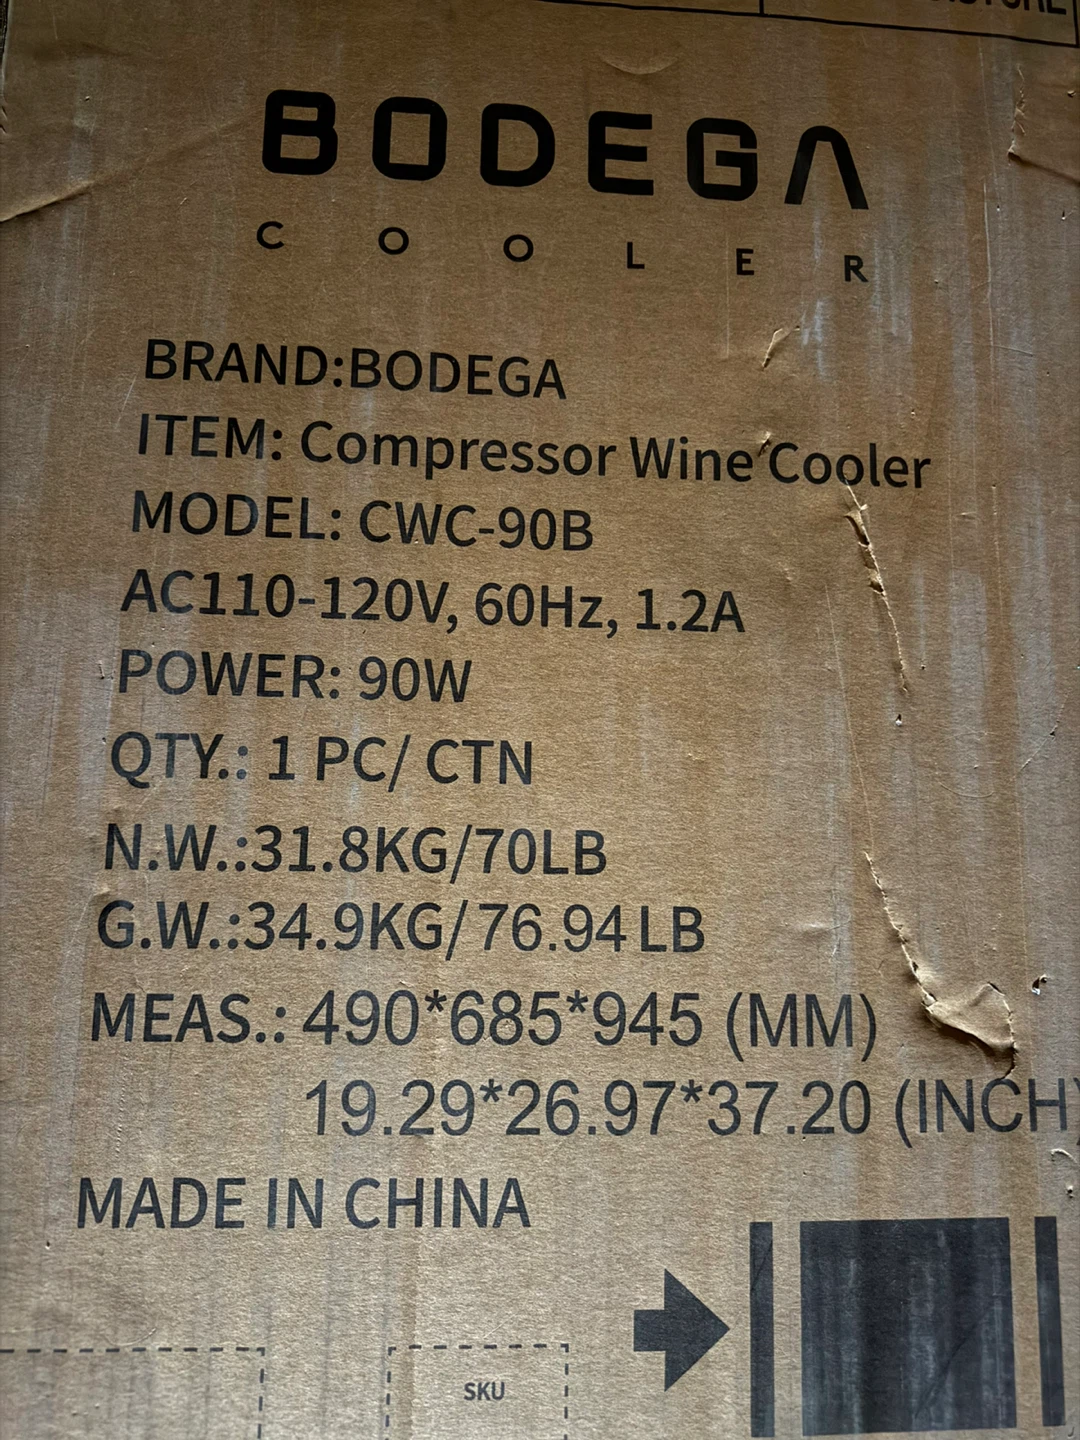 BODEGA
COOLER
BRAND:BODEGA
ITEM: Compressor Wine Cooler
MODEL: CWC-90B
AC110-120V, 60Hz, 1.2A
POWER: 90W
QTY.: 1 PC/ CTN
N.W.:31.8KG/70LB
G.W.:34.9KG/76.94LB
MEAS.: 490*685*945 (MM)
19.29*26.97*37.20 (INCH)
MADE IN CHINA
SKU